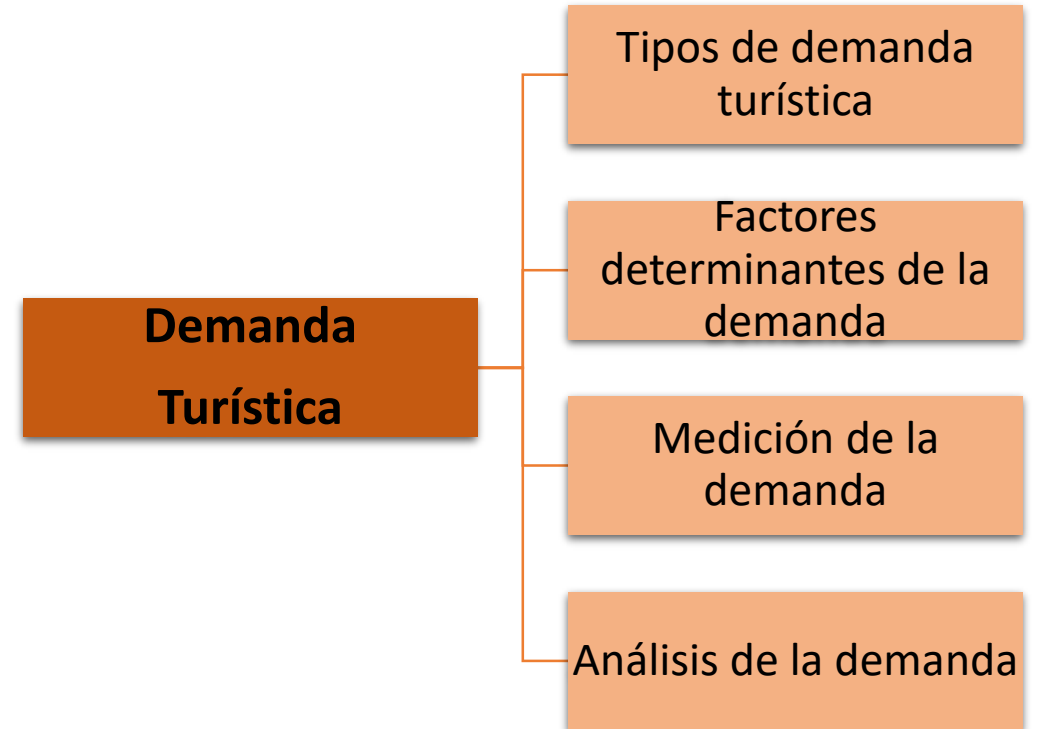 Demanda
Turística
Tipos de demanda
turística
Factores
determinantes de la
demanda
Medición de la
demanda
Análisis de la demanda